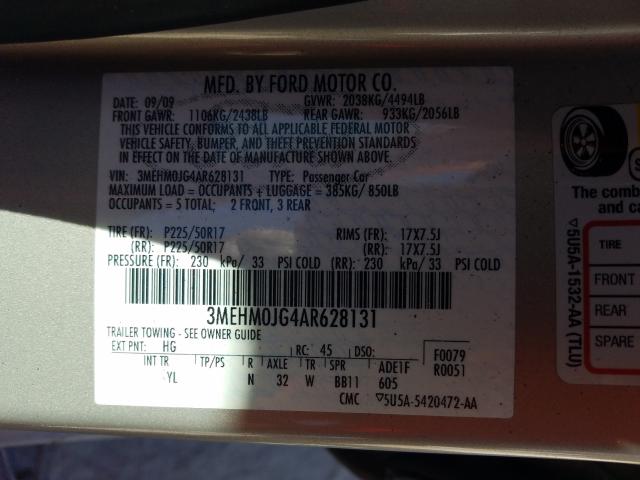 MFD. BY FORD MOTOR CO.
DATE: 09/09 GVWR: 2038KG/4494LB
FRONT GAWR: 1106KG/2438LB REAR GAWR: 933KG/2056LB
THIS VEHICLE CONFORMS TO ALL APPLICABLE FEDERAL MOTOR
VEHICLE SAFETY, BUMPER, AND THEFT PREVENTION STANDARDS
IN EFFECT ON THE DATE OF MANUFACTURE SHOWN ABOVE.
VIN: 3MEHM0JG4AR628131 TYPE: Passenger Car
MAXIMUM LOAD = OCCUPANTS + LUGGAGE = 385KG/ 850LB
OCCUPANTS = 5 TOTAL; 2 FRONT, 3 REAR
TIRE (FR): P225/50R17 RIMS (FR): 17X7.5J
(RR): P225/50R17 (RR): 17X7.5J
PRESSURE (FR): 230 kPa/ 33 PSI COLD (RR): 230 kPa/ 33 PSI COLD
3MEHM0JG4AR628131
TRAILER TOWING - SEE OWNER GUIDE
EXT PNT: HG RC: 45 DSO: F0079
INT TR TP/PS R AXLE TR SPR ADE1F R0051
YL N 32 W BB11 605
CMC ▽5U5A-5420472-AA
The comb
and ca
TIRE
FRONT
REAR
SPARE
▽5U5A-1532-AA (TLU)